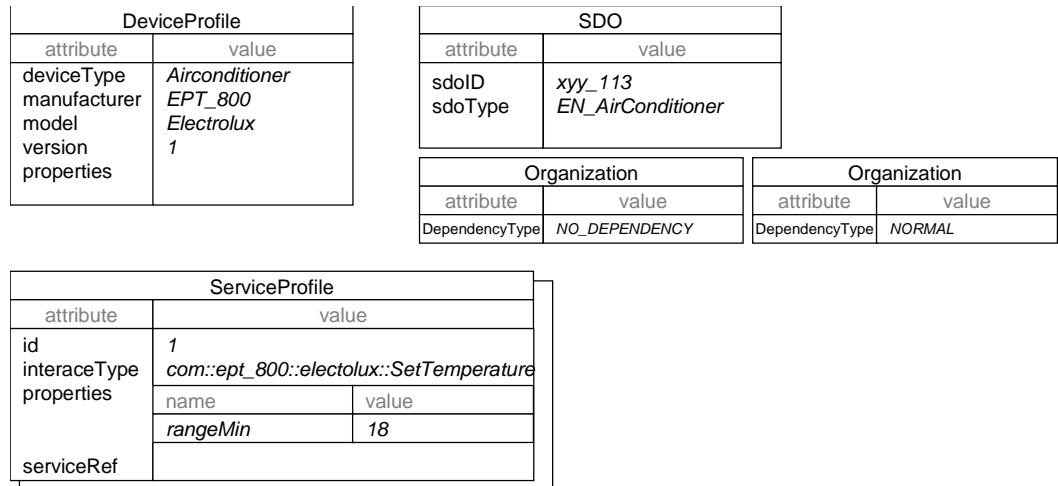 DeviceProfile
attribute value
deviceType Airconditioner
manufacturer EPT_800
model Electrolux
version 1
properties
SDO
attribute value
sdoID xyy_113
sdoType EN_AirConditioner
Organization
attribute value
DependencyType NO_DEPENDENCY
Organization
attribute value
DependencyType NORMAL
ServiceProfile
attribute value
id 1
interaceType com::ept_800::electolux::SetTemperature
properties
name value
rangeMin 18
serviceRef